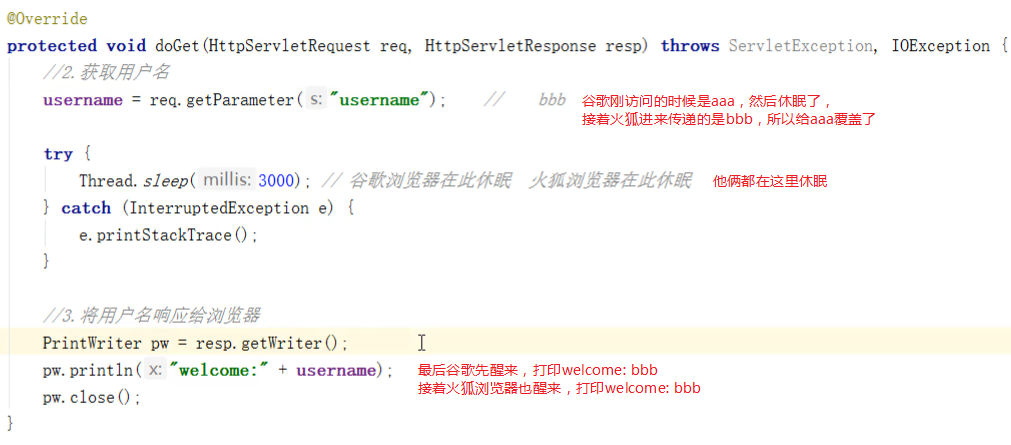 @Override
protected void doGet(HttpServletRequest req, HttpServletResponse resp) throws ServletException, IOException {
//2.获取用户名
username = req.getParameter( s: "username"); // bbb 谷歌刚访问的时候是aaa，然后休眠了，
接着火狐进来传递的是bbb，所以给aaa覆盖了
try {
Thread.sleep( millis: 3000); // 谷歌浏览器在此休眠 火狐浏览器在此休眠 他俩都在这里休眠
} catch (InterruptedException e) {
e.printStackTrace();
}
//3.将用户名响应给浏览器
PrintWriter pw = resp.getWriter();
pw.println( x: "welcome:" + username); 最后谷歌先醒来，打印welcome: bbb
接着火狐浏览器也醒来，打印welcome: bbb
pw.close();
}